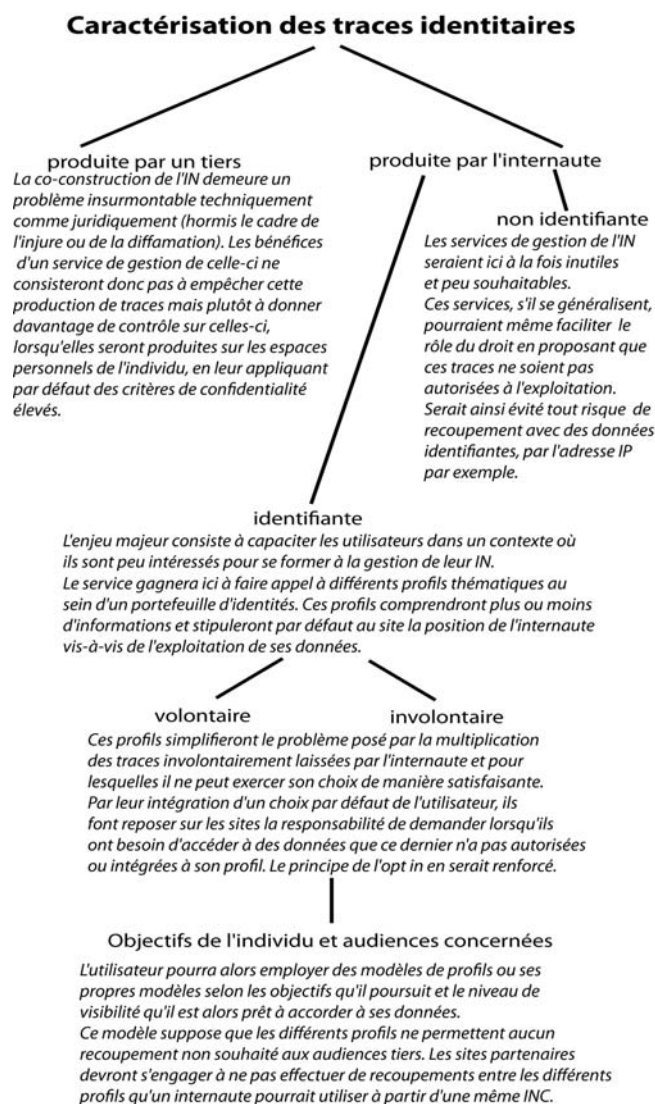 Caractérisation des traces identitaires
produite par un tiers
La co-construction de l'IN demeure un
problème insurmontable techniquement
comme juridiquement (hormis le cadre de
l'injure ou de la diffamation). Les bénéfices
d'un service de gestion de celle-ci ne
consisteront donc pas à empêcher cette
production de traces mais plutôt à donner
davantage de contrôle sur celles-ci,
lorsqu'elles seront produites sur les espaces
personnels de l'individu, en leur appliquant
par défaut des critères de confidentialité
élevés.
produite par l'internaute
non identifiante
Les services de gestion de l'IN
seraient ici à la fois inutiles
et peu souhaitables.
Ces services, s'il se généralisent,
pourraient même faciliter le
rôle du droit en proposant que
ces traces ne soient pas
autorisées à l'exploitation.
Serait ainsi évité tout risque de
recoupement avec des données
identifiantes, par l'adresse IP
par exemple.
identifiante
L'enjeu majeur consiste à capaciter les utilisateurs dans un contexte où
ils sont peu intéressés pour se former à la gestion de leur IN.
Le service gagnera ici à faire appel à différents profils thématiques au
sein d'un portefeuille d'identités. Ces profils comprendront plus ou moins
d'informations et stipuleront par défaut au site la position de l'internaute
vis-à-vis de l'exploitation de ses données.
volontaire
involontaire
Ces profils simplifieront le problème posé par la multiplication
des traces involontairement laissées par l'internaute et pour
lesquelles il ne peut exercer son choix de manière satisfaisante.
Par leur intégration d'un choix par défaut de l'utilisateur, ils
font reposer sur les sites la responsabilité de demander lorsqu'ils
ont besoin d'accéder à des données que ce dernier n'a pas autorisées
ou intégrées à son profil. Le principe de l'opt in en serait renforcé.
Objectifs de l'individu et audiences concernées
L'utilisateur pourra alors employer des modèles de profils ou ses
propres modèles selon les objectifs qu'il poursuit et le niveau de
visibilité qu'il est alors prêt à accorder à ses données.
Ce modèle suppose que les différents profils ne permettent aucun
recoupement non souhaité aux audiences tiers. Les sites partenaires
devront s'engager à ne pas effectuer de recoupements entre les différents
profils qu'un internaute pourrait utiliser à partir d'une même INC.